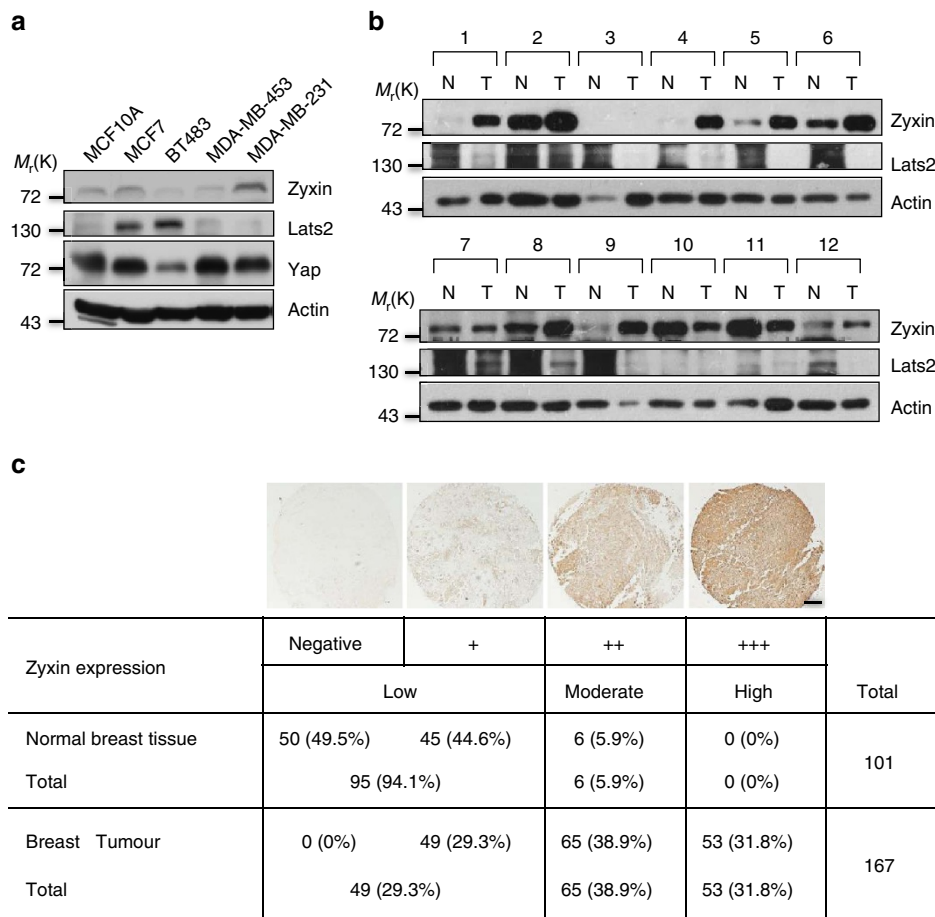 a
MCF10A MCF7 BT483 MDA-MB-453 MDA-MB-231
Mr(K)
72 Zyxin
130 Lats2
72 Yap
43 Actin
b
1 2 3 4 5 6
Mr(K) N T N T N T N T N T N T
72 Zyxin
130 Lats2
43 Actin
7 8 9 10 11 12
Mr(K) N T N T N T N T N T N T
72 Zyxin
130 Lats2
43 Actin
c
Zyxin expression Negative + ++ +++
Low Moderate High Total
Normal breast tissue 50 (49.5%) 45 (44.6%) 6 (5.9%) 0 (0%) 101
Total 95 (94.1%) 6 (5.9%) 0 (0%)
Breast Tumour 0 (0%) 49 (29.3%) 65 (38.9%) 53 (31.8%) 167
Total 49 (29.3%) 65 (38.9%) 53 (31.8%)